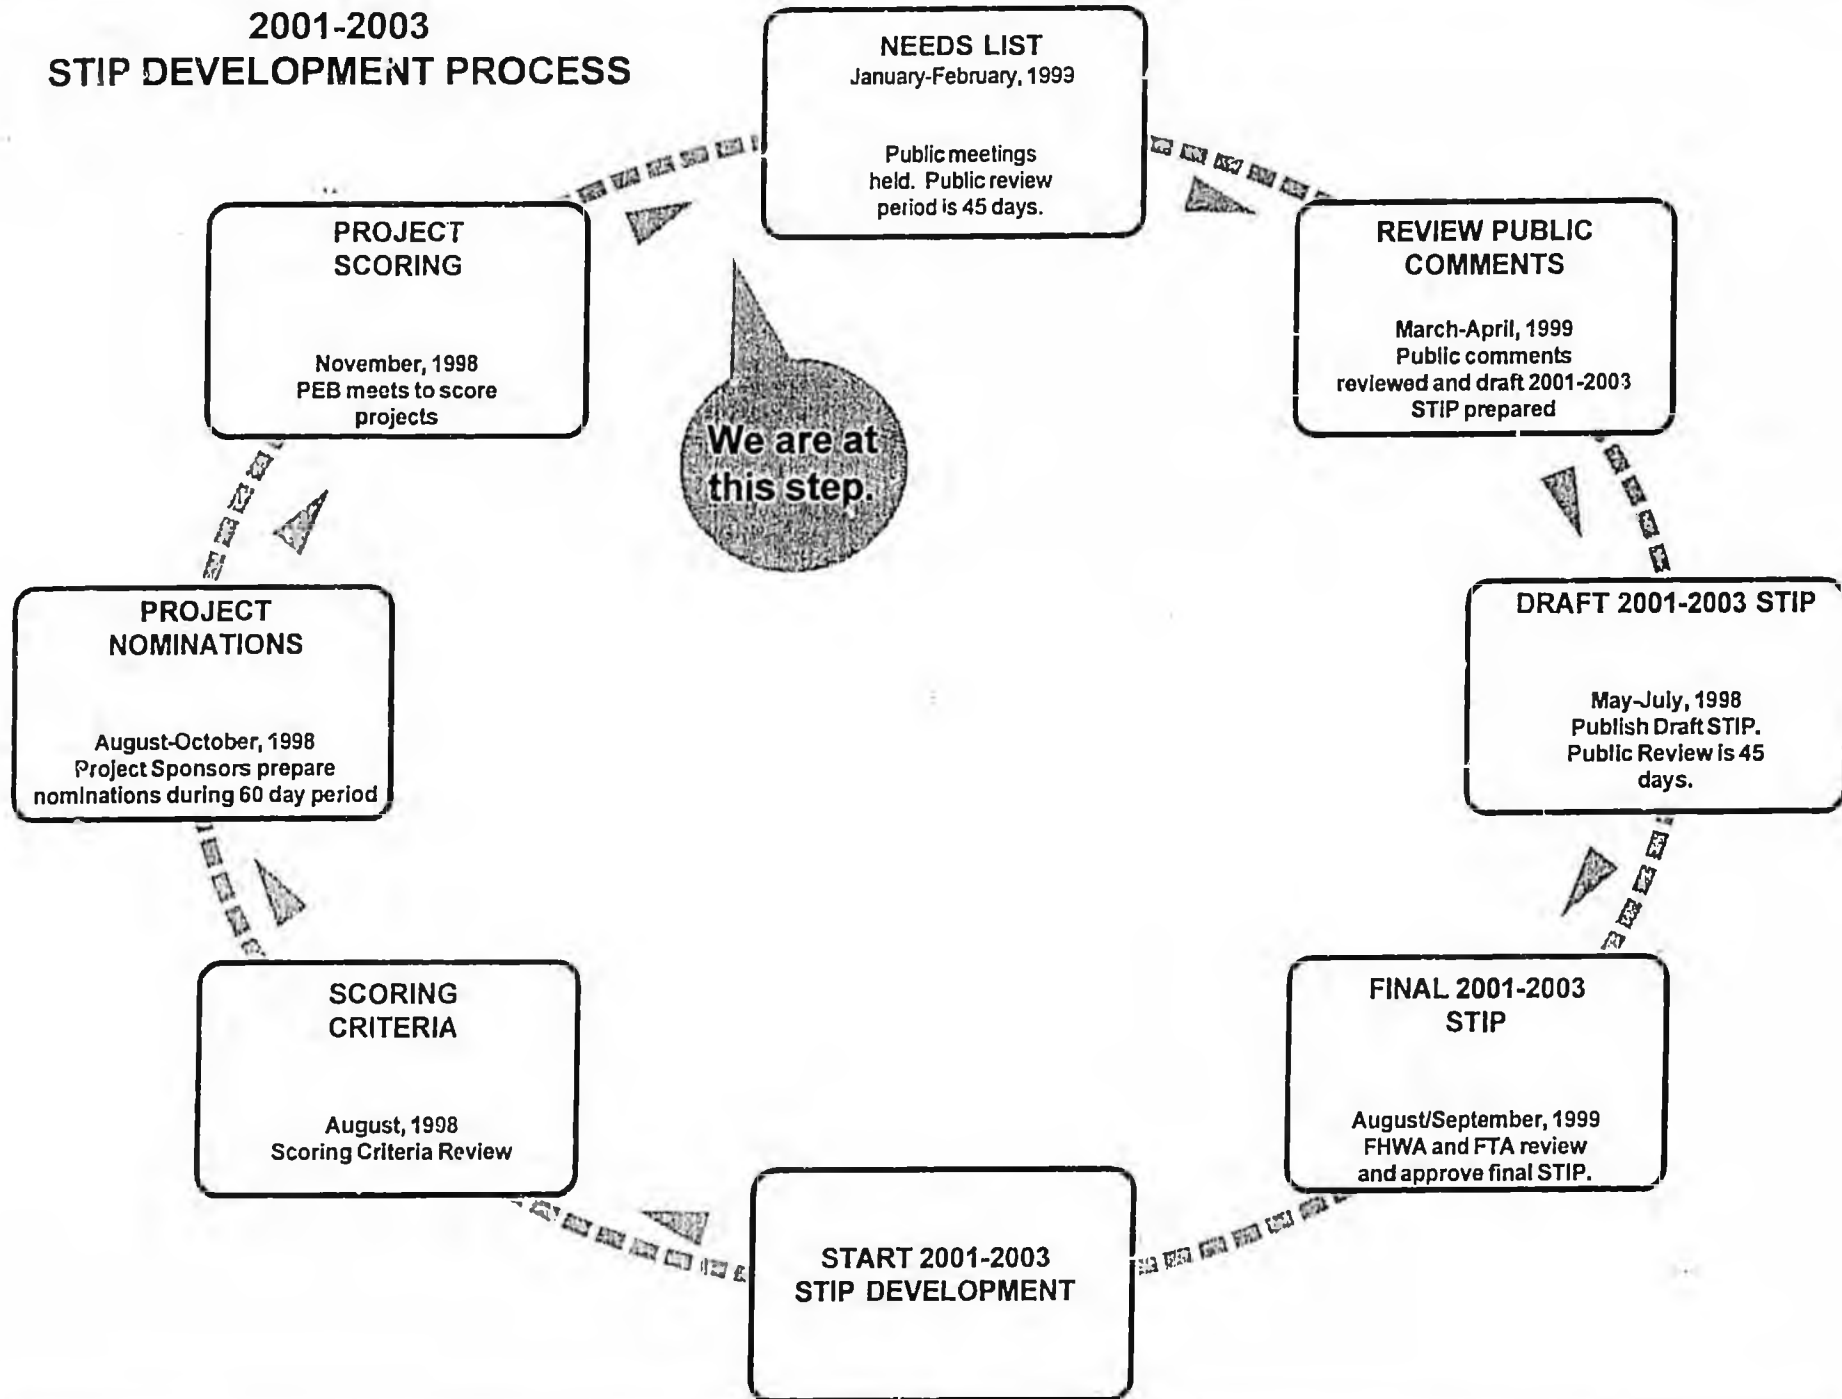 2001-2003
STIP DEVELOPMENT PROCESS
NEEDS LIST
January-February, 1999
Public meetings
held. Public review
period is 45 days.
PROJECT
SCORING
November, 1998
PEB meets to score
projects
REVIEW PUBLIC
COMMENTS
March-April, 1999
Public comments
reviewed and draft 2001-2003
STIP prepared
We are at
this step.
PROJECT
NOMINATIONS
August-October, 1998
Project Sponsors prepare
nominations during 60 day period
DRAFT 2001-2003 STIP
May-July, 1998
Publish Draft STIP.
Public Review is 45
days.
SCORING
CRITERIA
August, 1998
Scoring Criteria Review
FINAL 2001-2003
STIP
August/September, 1999
FHWA and FTA review
and approve final STIP.
START 2001-2003
STIP DEVELOPMENT